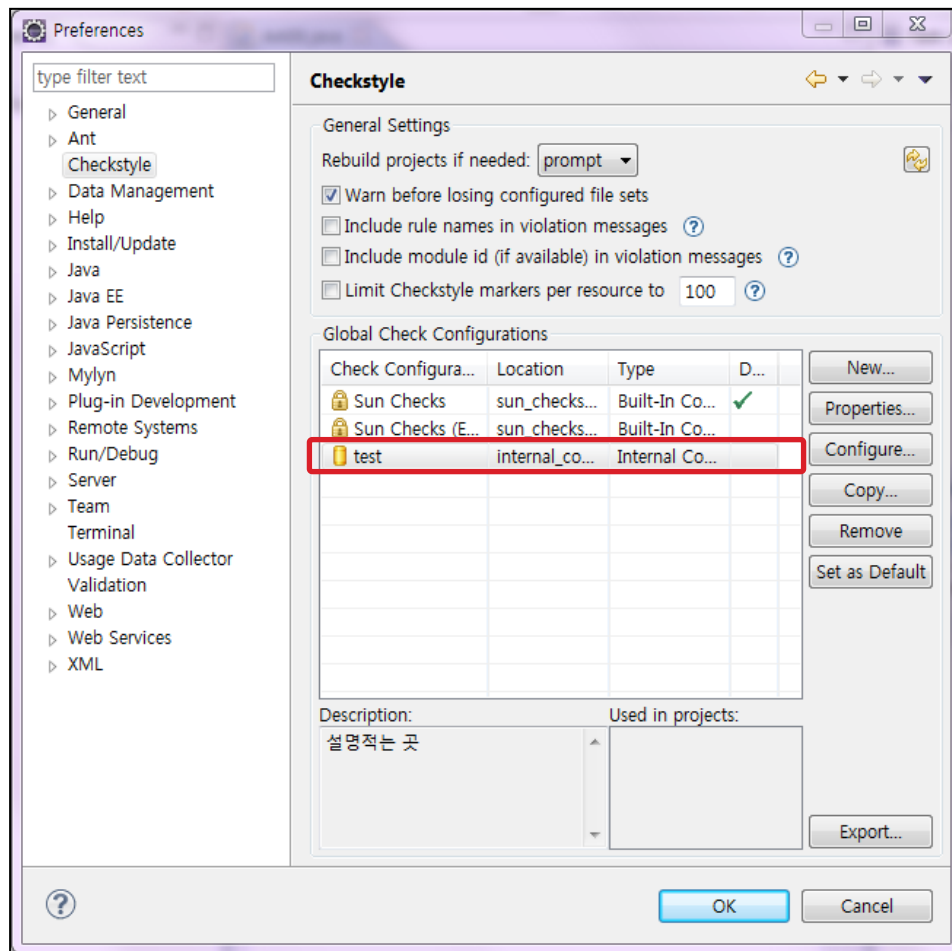 Preferences
type filter text
General
Ant
Checkstyle
Data Management
Help
Install/Update
Java
Java EE
Java Persistence
JavaScript
Mylyn
Plug-in Development
Remote Systems
Run/Debug
Server
Team
Terminal
Usage Data Collector
Validation
Web
Web Services
XML
Checkstyle
General Settings
Rebuild projects if needed: prompt
Warn before losing configured file sets
Include rule names in violation messages
Include module id (if available) in violation messages
Limit Checkstyle markers per resource to 100
Global Check Configurations
Check Configura... Location Type D...
Sun Checks sun_checks... Built-In Co...
Sun Checks (E... sun_checks... Built-In Co...
test internal_co... Internal Co...
New...
Properties...
Configure...
Copy...
Remove
Set as Default
Description: Used in projects:
설명적는 곳
Export...
OK Cancel